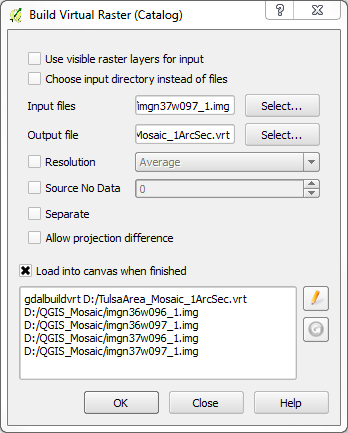 Build Virtual Raster (Catalog)
Use visible raster layers for input
Choose input directory instead of files
Input files imgn37w097_1.img Select...
Output file Mosaic_1ArcSec.vrt Select...
Resolution Average
Source No Data 0
Separate
Allow projection difference
Load into canvas when finished
gdalbuildvrt D:/TulsaArea_Mosaic_1ArcSec.vrt
D:/QGIS_Mosaic/imgn36w096_1.img
D:/QGIS_Mosaic/imgn36w097_1.img
D:/QGIS_Mosaic/imgn37w096_1.img
D:/QGIS_Mosaic/imgn37w097_1.img
OK Close Help